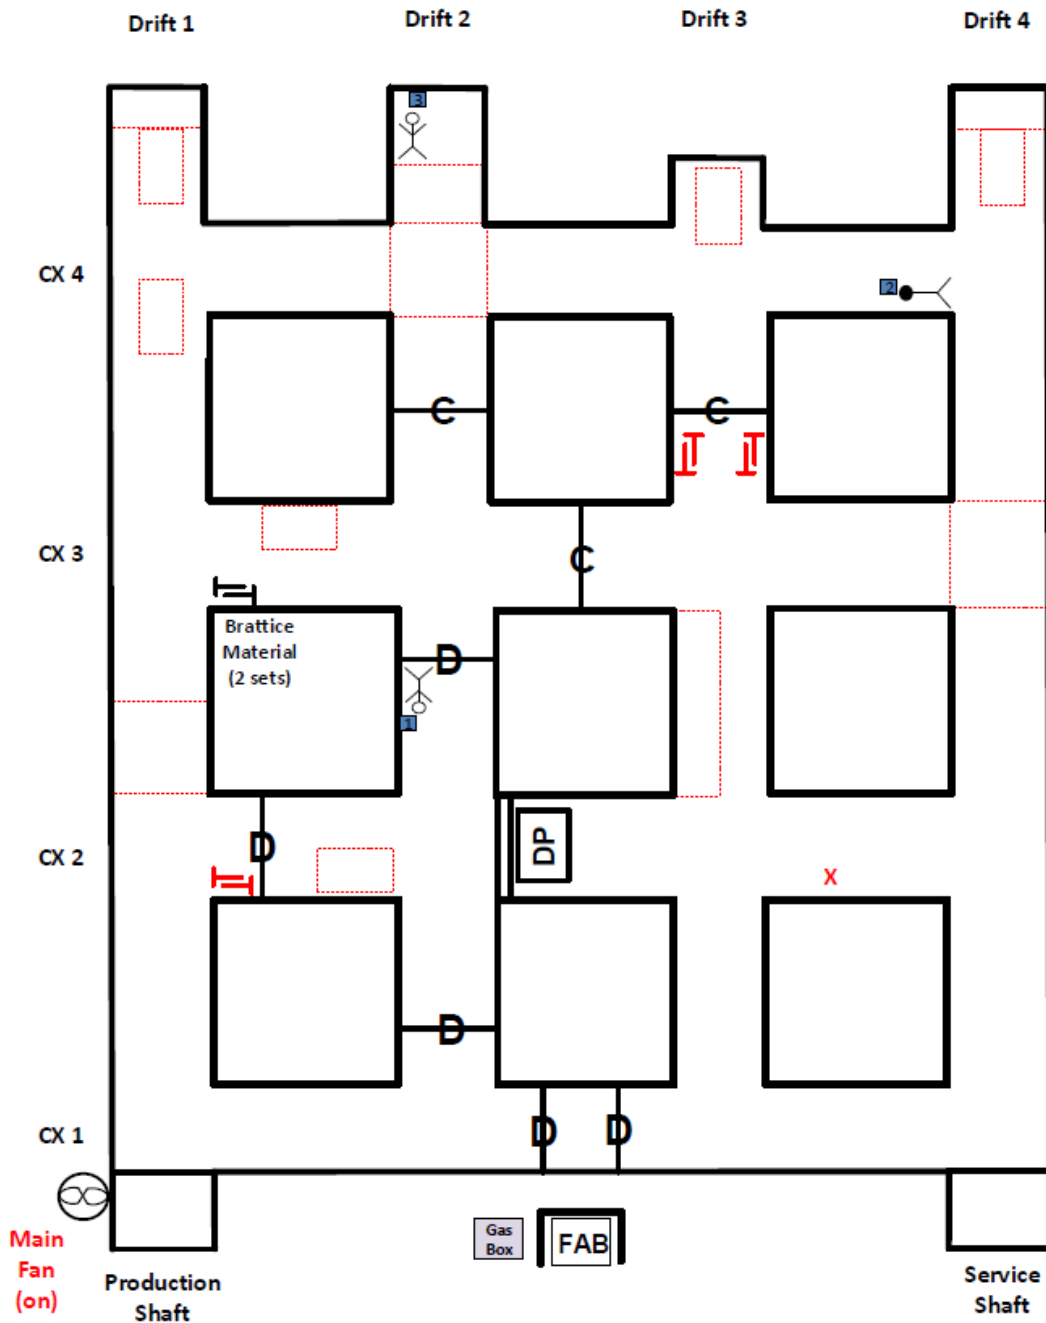 Drift 1
Drift 2
Drift 3
Drift 4
3
CX 4
2
C
C
CX 3
C
Brattice
Material
(2 sets)
D
1
D
DP
CX 2
X
D
CX 1
D
D
Main
Fan
(on)
Gas
Box
FAB
Production
Shaft
Service
Shaft